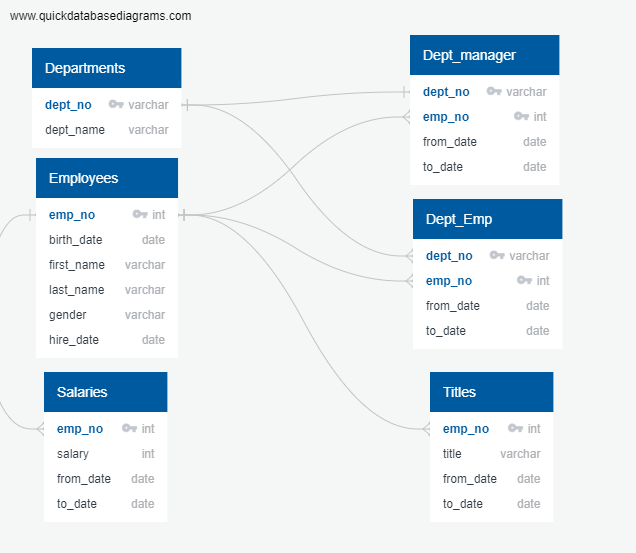 www.quickdatabasediagrams.com
Departments
dept_no varchar
dept_name varchar
Employees
emp_no int
birth_date date
first_name varchar
last_name varchar
gender varchar
hire_date date
Salaries
emp_no int
salary int
from_date date
to_date date
Dept_manager
dept_no varchar
emp_no int
from_date date
to_date date
Dept_Emp
dept_no varchar
emp_no int
from_date date
to_date date
Titles
emp_no int
title varchar
from_date date
to_date date